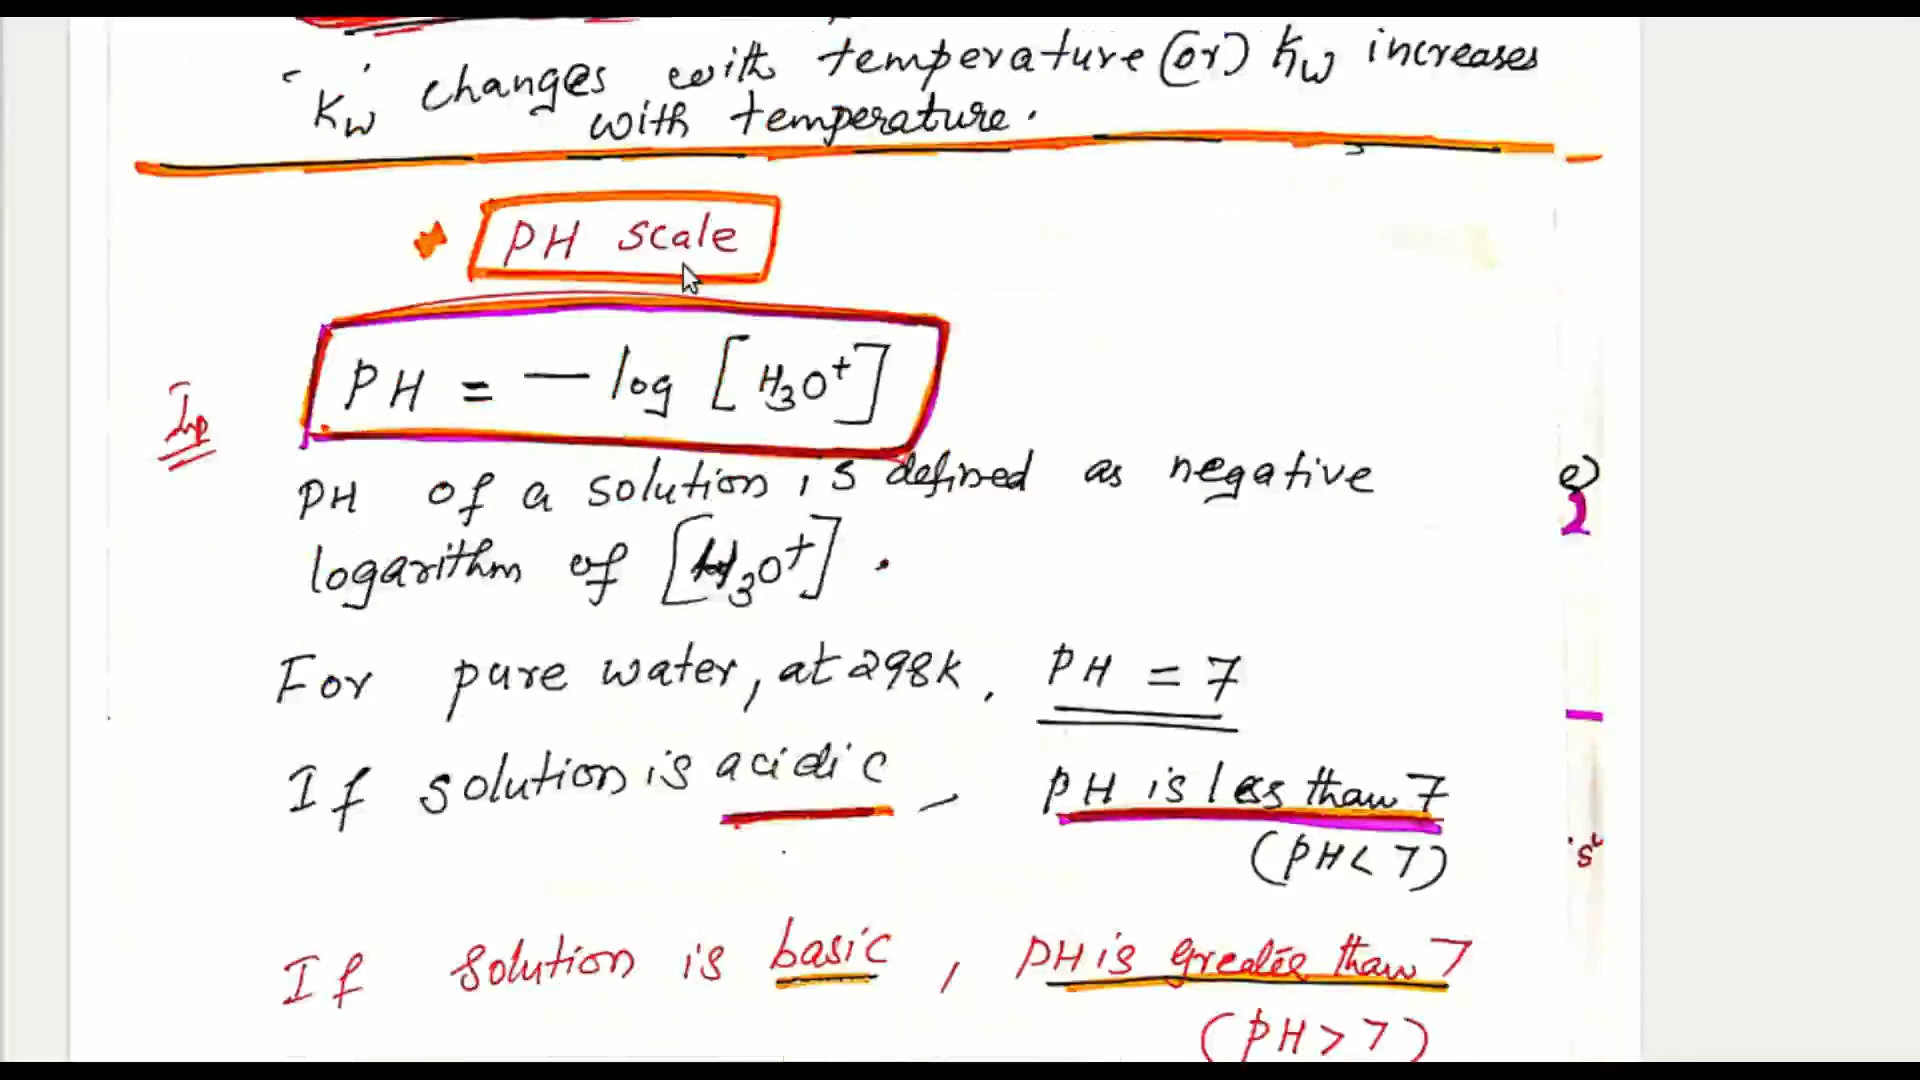 'Kw' changes with temperature (or) Kw increases
with temperature.
PH scale
PH = - log [H3O+]
Imp
PH of a solution is defined as negative
logarithm of [H3O+].
For pure water, at 298K, PH = 7
If solution is acidic, PH is less than 7
(PH < 7)
If solution is basic, PH is greater than 7
(PH > 7)